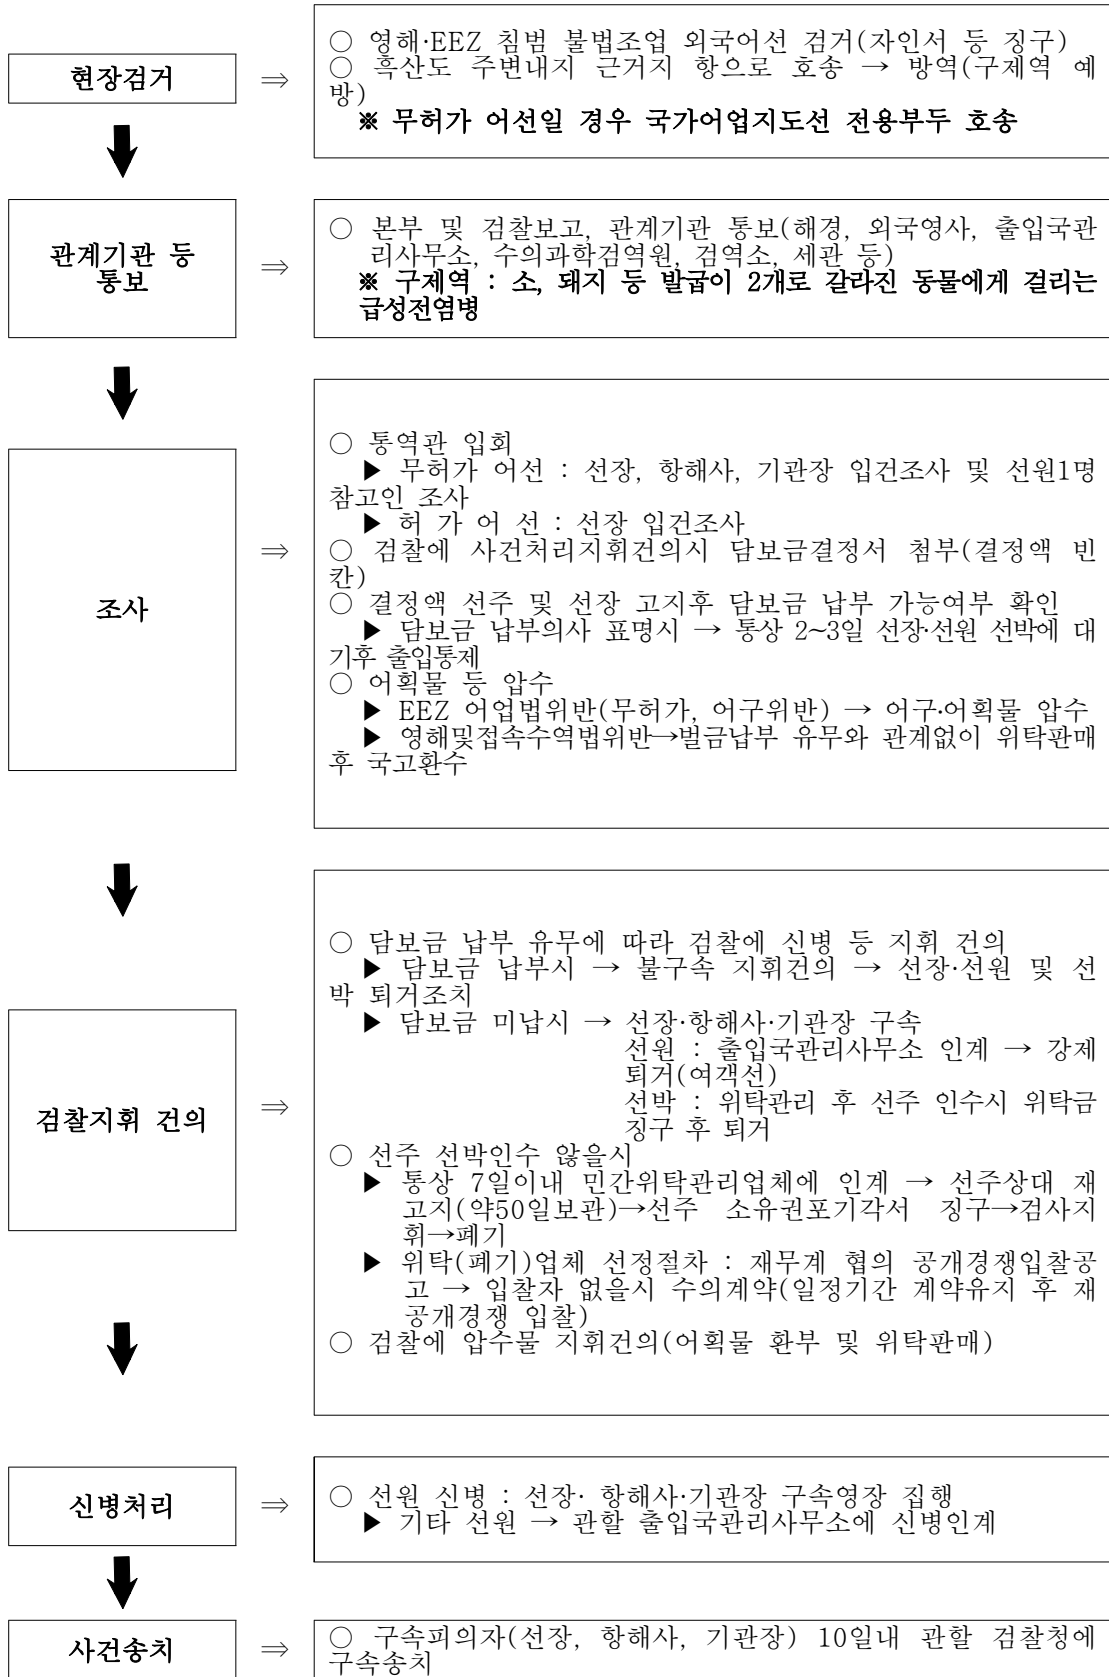 현장검거
⇒
○ 영해·EEZ 침범 불법조업 외국어선 검거(자인서 등 징구)
○ 흑산도 주변내지 근거지 항으로 호송 → 방역(구제역 예
방)
※ 무허가 어선일 경우 국가어업지도선 전용부두 호송
관계기관 등
통보
⇒
○ 본부 및 검찰보고, 관계기관 통보(해경, 외국영사, 출입국관
리사무소, 수의과학검역원, 검역소, 세관 등)
※ 구제역 : 소, 돼지 등 발굽이 2개로 갈라진 동물에게 걸리는
급성전염병
조사
⇒
○ 통역관 입회
▶ 무허가 어선 : 선장, 항해사, 기관장 입건조사 및 선원1명
참고인 조사
▶ 허 가 어 선 : 선장 입건조사
○ 검찰에 사건처리지휘건의시 담보금결정서 첨부(결정액 빈
칸)
○ 결정액 선주 및 선장 고지후 담보금 납부 가능여부 확인
▶ 담보금 납부의사 표명시 → 통상 2~3일 선장·선원 선박에 대
기후 출입통제
○ 어획물 등 압수
▶ EEZ 어업법위반(무허가, 어구위반) → 어구·어획물 압수
▶ 영해및접속수역법위반→벌금납부 유무와 관계없이 위탁판매
후 국고환수
검찰지휘 건의
⇒
○ 담보금 납부 유무에 따라 검찰에 신병 등 지휘 건의
▶ 담보금 납부시 → 불구속 지휘건의 → 선장·선원 및 선
박 퇴거조치
▶ 담보금 미납시 → 선장·항해사·기관장 구속
선원 : 출입국관리사무소 인계 → 강제
퇴거(여객선)
선박 : 위탁관리 후 선주 인수시 위탁금
징구 후 퇴거
○ 선주 선박인수 않을시
▶ 통상 7일이내 민간위탁관리업체에 인계 → 선주상대 재
고지(약50일보관)→선주 소유권포기각서 징구→검사지
휘→폐기
▶ 위탁(폐기)업체 선정절차 : 재무계 협의 공개경쟁입찰공
고 → 입찰자 없을시 수의계약(일정기간 계약유지 후 재
공개경쟁 입찰)
○ 검찰에 압수물 지휘건의(어획물 환부 및 위탁판매)
신병처리
⇒
○ 선원 신병 : 선장· 항해사·기관장 구속영장 집행
▶ 기타 선원 → 관할 출입국관리사무소에 신병인계
사건송치
⇒
○ 구속피의자(선장, 항해사, 기관장) 10일내 관할 검찰청에
구속송치